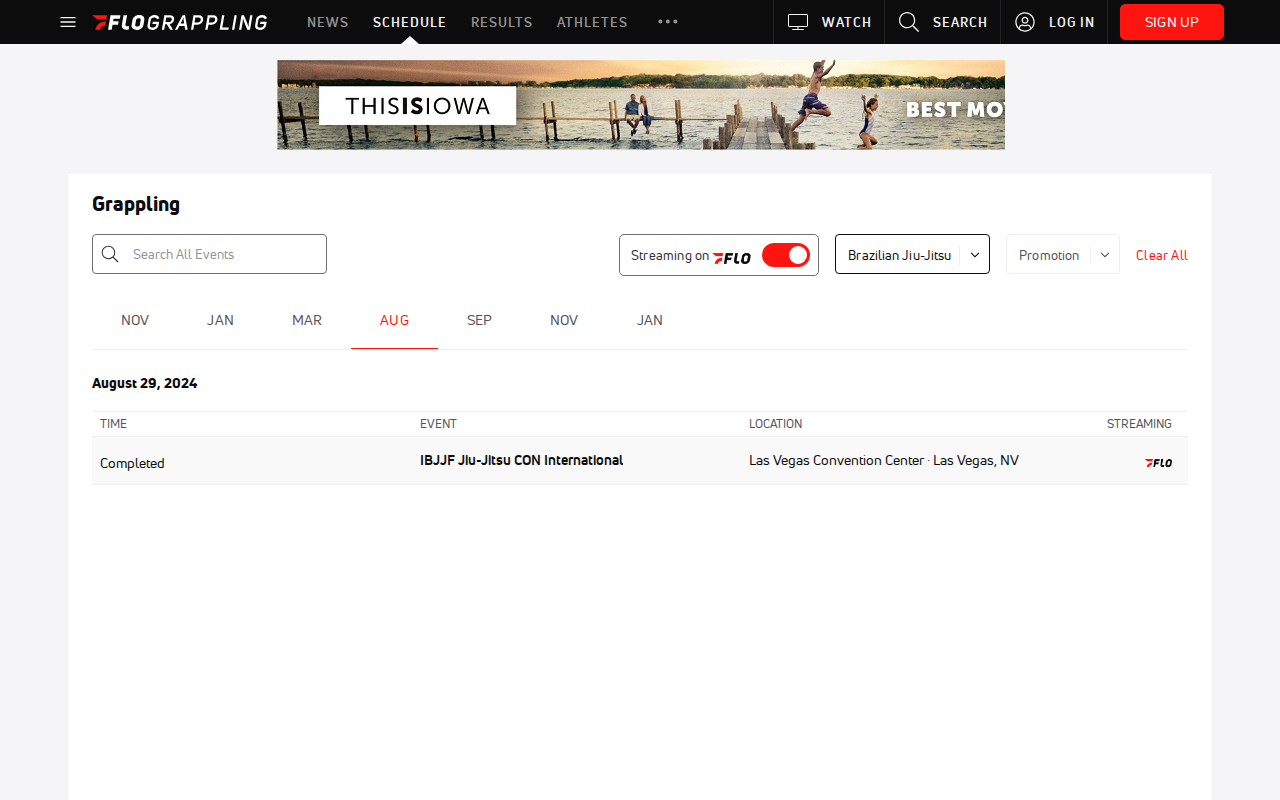 FLOGRAPPLING NEWS SCHEDULE RESULTS ATHLETES ••• WATCH SEARCH LOG IN SIGN UP
THISISIOWA
BEST MO
Grappling
Search All Events Streaming on FLO Brazilian Jiu-Jitsu Promotion Clear All
NOV JAN MAR AUG SEP NOV JAN
August 29, 2024
TIME EVENT LOCATION STREAMING
Completed IBJJF Jiu-Jitsu CON International Las Vegas Convention Center · Las Vegas, NV FLO